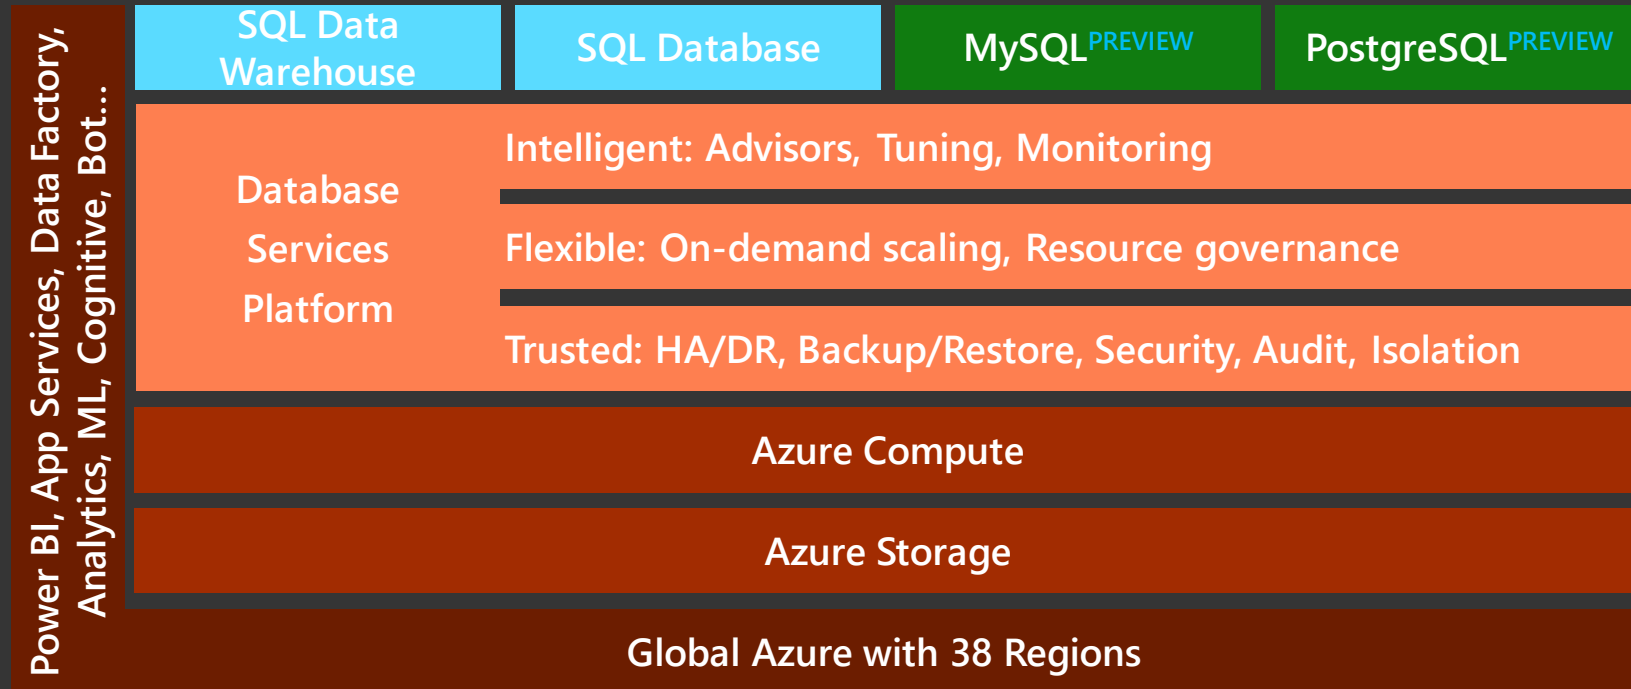 Power BI, App Services, Data Factory,
Analytics, ML, Cognitive, Bot...
SQL Data
Warehouse
SQL Database
MySQLPREVIEW
PostgreSQLPREVIEW
Database
Services
Platform
Intelligent: Advisors, Tuning, Monitoring
Flexible: On-demand scaling, Resource governance
Trusted: HA/DR, Backup/Restore, Security, Audit, Isolation
Azure Compute
Azure Storage
Global Azure with 38 Regions